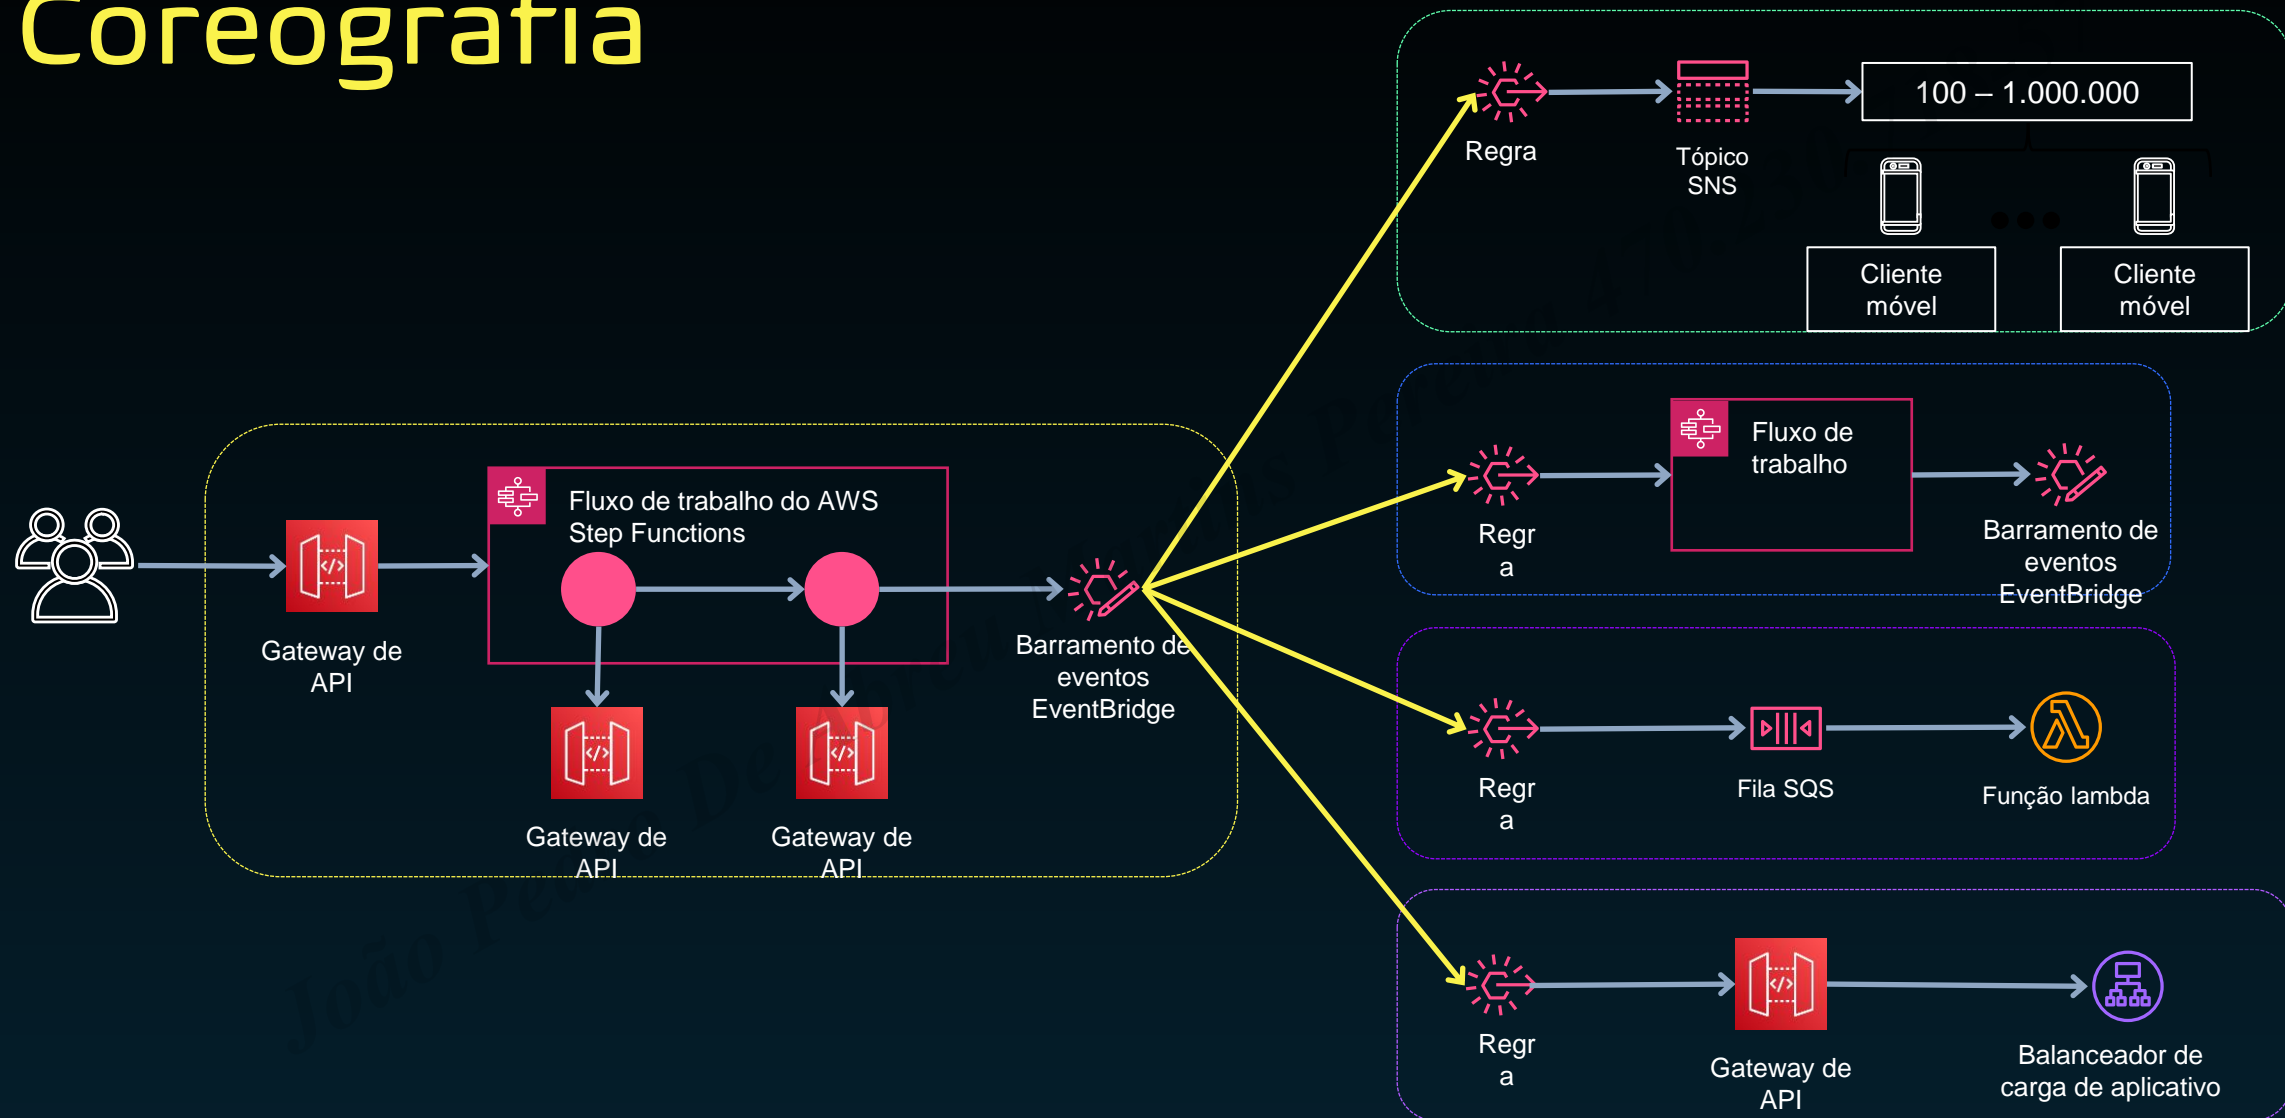 Coreografia
Regra
Tópico
SNS
100 – 1.000.000
Cliente
móvel
Cliente
móvel
Gateway de
API
Fluxo de trabalho do AWS
Step Functions
Gateway de
API
Gateway de
API
Barramento de
eventos
EventBridge
Regr
a
Fluxo de
trabalho
Barramento de
eventos
EventBridge
Regr
a
Fila SQS
Função lambda
Regr
a
Gateway de
API
Balanceador de
carga de aplicativo